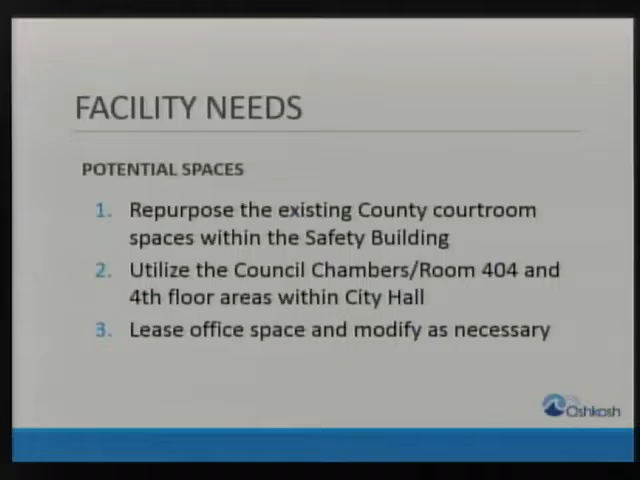 FACILITY NEEDS
POTENTIAL SPACES
1. Repurpose the existing County courtroom
spaces within the Safety Building
2. Utilize the Council Chambers/Room 404 and
4th floor areas within City Hall
3. Lease office space and modify as necessary
Oshkosh